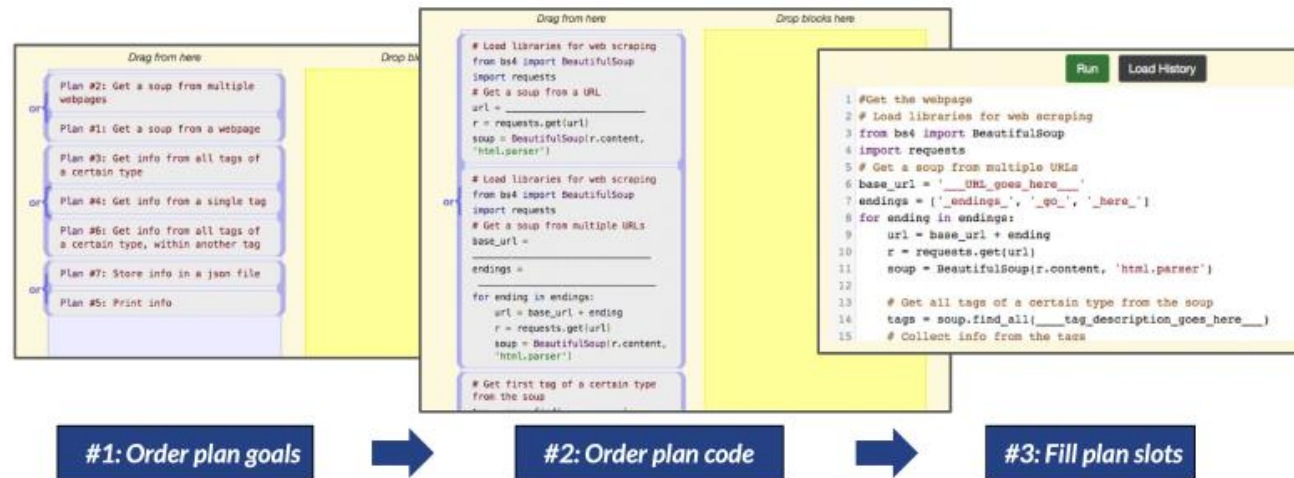 Drag from here
Drop bl
or
Plan #2: Get a soup from multiple
webpages
Plan #1: Get a soup from a webpage
or
Plan #3: Get info from all tags of
a certain type
Plan #4: Get info from a single tag
Plan #6: Get info from all tags of
a certain type, within another tag
or
Plan #7: Store info in a json file
Plan #5: Print info
Drag from here
Drop blocks here
or
# Load libraries for web scraping
from bs4 import BeautifulSoup
import requests
# Get a soup from a URL
url = ____________________
r = requests.get(url)
soup = BeautifulSoup(r.content,
'html.parser')
# Load libraries for web scraping
from bs4 import BeautifulSoup
import requests
# Get a soup from multiple URLs
base_url =
____________________
endings =
____________________
for ending in endings:
url = base_url + ending
r = requests.get(url)
soup = BeautifulSoup(r.content,
'html.parser')
# Get first tag of a certain type
from the soup
Run
Load History
1 #Get the webpage
2 # Load libraries for web scraping
3 from bs4 import BeautifulSoup
4 import requests
5 # Get a soup from multiple URLs
6 base_url = '___URL_goes_here___'
7 endings = ['_endings_', '_go_', '_here_']
8 for ending in endings:
9 url = base_url + ending
10 r = requests.get(url)
11 soup = BeautifulSoup(r.content, 'html.parser')
12
13 # Get all tags of a certain type from the soup
14 tags = soup.find_all(____tag_description_goes_here___)
15 # Collect info from the tags
#1: Order plan goals
#2: Order plan code
#3: Fill plan slots